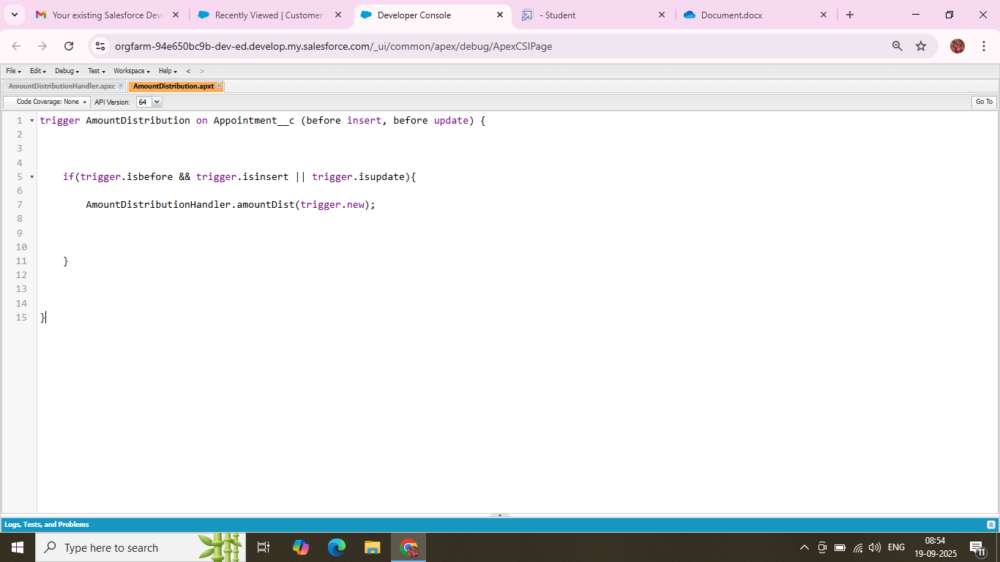 Your existing Salesforce Deve
Recently Viewed | Customer
Developer Console
- Student
Document.docx
orgfarm-94e650bc9b-dev-ed.develop.my.salesforce.com/_ui/common/apex/debug/ApexCSIPage
File Edit Debug Test Workspace Help < >
AmountDistributionHandler.apxc
AmountDistribution.apxt
Code Coverage: None API Version: 64 Go To
1 trigger AmountDistribution on Appointment__c (before insert, before update) {
2
3
4
5 if(trigger.isbefore && trigger.isinsert || trigger.isupdate){
6
7 AmountDistributionHandler.amountDist(trigger.new);
8
9
10
11 }
12
13
14
15 }
Logs, Tests, and Problems
Type here to search
ENG
08:54
19-09-2025
11